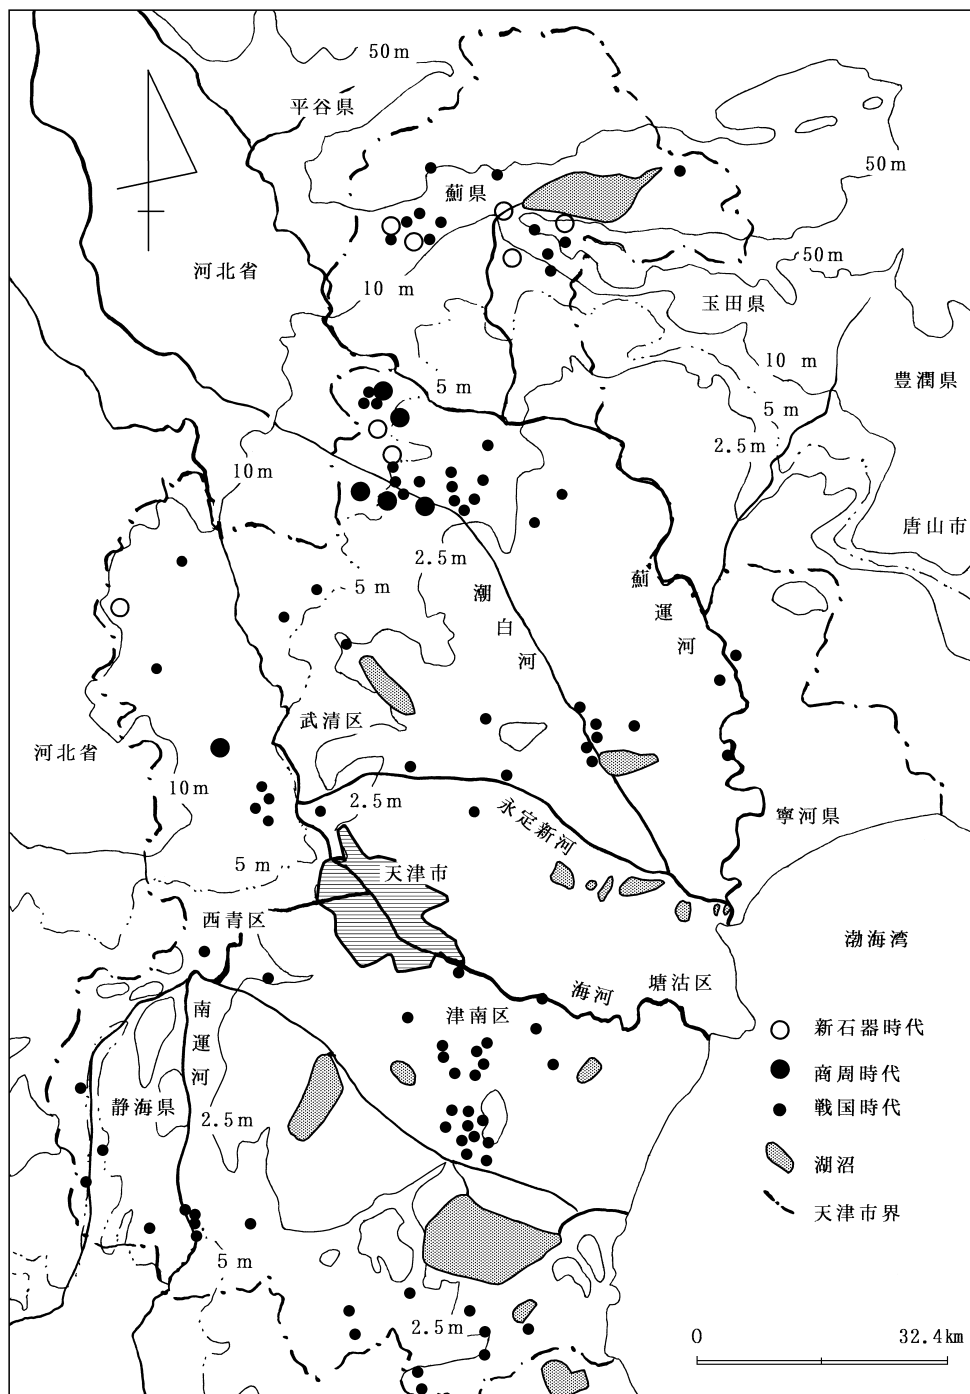 50m
平谷県
50m
薊県
河北省
50m
10 m
玉田県
10 m
豊潤県
5 m
5 m
2.5m
10m
唐山市
2.5m
薊運河
5 m
潮白河
武清区
河北省
10m
2.5m
永定新河
寧河県
5 m
天津市
西青区
渤海湾
塘沽区
海河
南運河
津南区
新石器時代
商周時代
静海県
戦国時代
2.5m
湖沼
天津市界
5 m
2.5m
0
32.4km